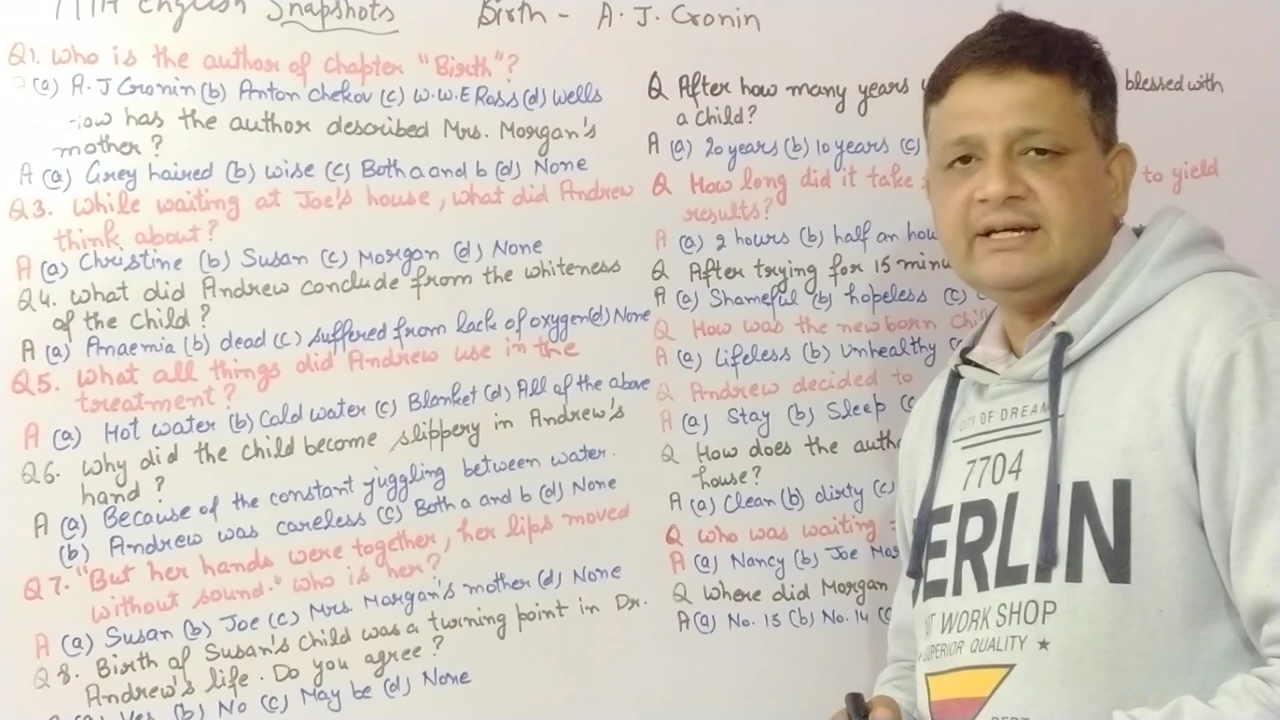 11th English Snapshots
Birth - A. J. Cronin
Q1. Who is the author of chapter "Birth"?
(a) A.J Cronin (b) Anton Chekov (c) W.W.E Ross (d) Wells
How has the author described Mrs. Morgan's
mother?
A (a) Grey haired (b) wise (c) Both a and b (d) None
Q3. While waiting at Joe's house, what did Andrew
think about?
A (a) Christine (b) Susan (c) Morgan (d) None
Q4. What did Andrew conclude from the whiteness
of the child?
A (a) Anaemia (b) dead (c) suffered from lack of oxygen (d) None
Q5. What all things did Andrew use in the
treatment?
A (a) Hot water (b) Cold water (c) Blanket (d) All of the above
Q6. Why did the child become slippery in Andrew's
hand?
A (a) Because of the constant juggling between water.
(b) Andrew was careless (c) Both a and b (d) None
Q7. "But her hands were together, her lips moved
without sound." Who is her?
A (a) Susan (b) Joe (c) Mrs. Morgan's mother (d) None
Q8. Birth of Susan's child was a turning point in Dr.
Andrew's life. Do you agree?
(a) Yes (b) No (c) May be (d) None
Q After how many years blessed with
a child?
A (a) 20 years (b) 10 years (c)
Q How long did it take to yield
results?
A (a) 2 hours (b) half an hou
Q After trying for 15 minu
A (a) Shameful (b) hopeless (c)
Q How was the newborn chi
A (a) Lifeless (b) Unhealthy (c
Q Andrew decided to
A (a) Stay (b) Sleep (c
Q How does the auth
house?
A (a) Clean (b) dirty (c)
Q Who was waiting
A (a) Nancy (b) Joe Mor
Q Where did Morgan
A (a) No. 15 (b) No. 14 (c
CITY OF DREAM
7704
BERLIN
WORK SHOP
SUPERIOR QUALITY ★